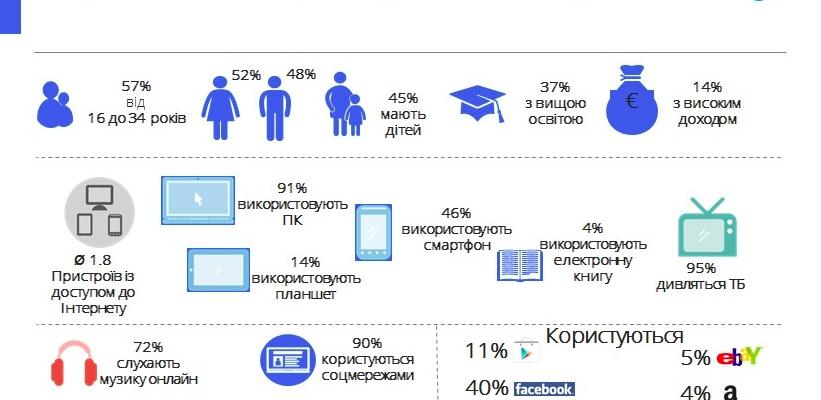 57%
від
16 до 34 років
52%
48%
45%
мають
дітей
37%
з вищою
освітою
€
14%
з високим
доходом
Ø 1.8
Пристроїв із
доступом до
Інтернету
91%
використовують
ПК
14%
використовують
планшет
46%
використовують
смартфон
4%
використовують
електронну
книгу
95%
дивляться ТБ
72%
слухають
музику онлайн
90%
користуються
соцмережами
Користуються
11%
40% facebook
5% ebaY
4% a